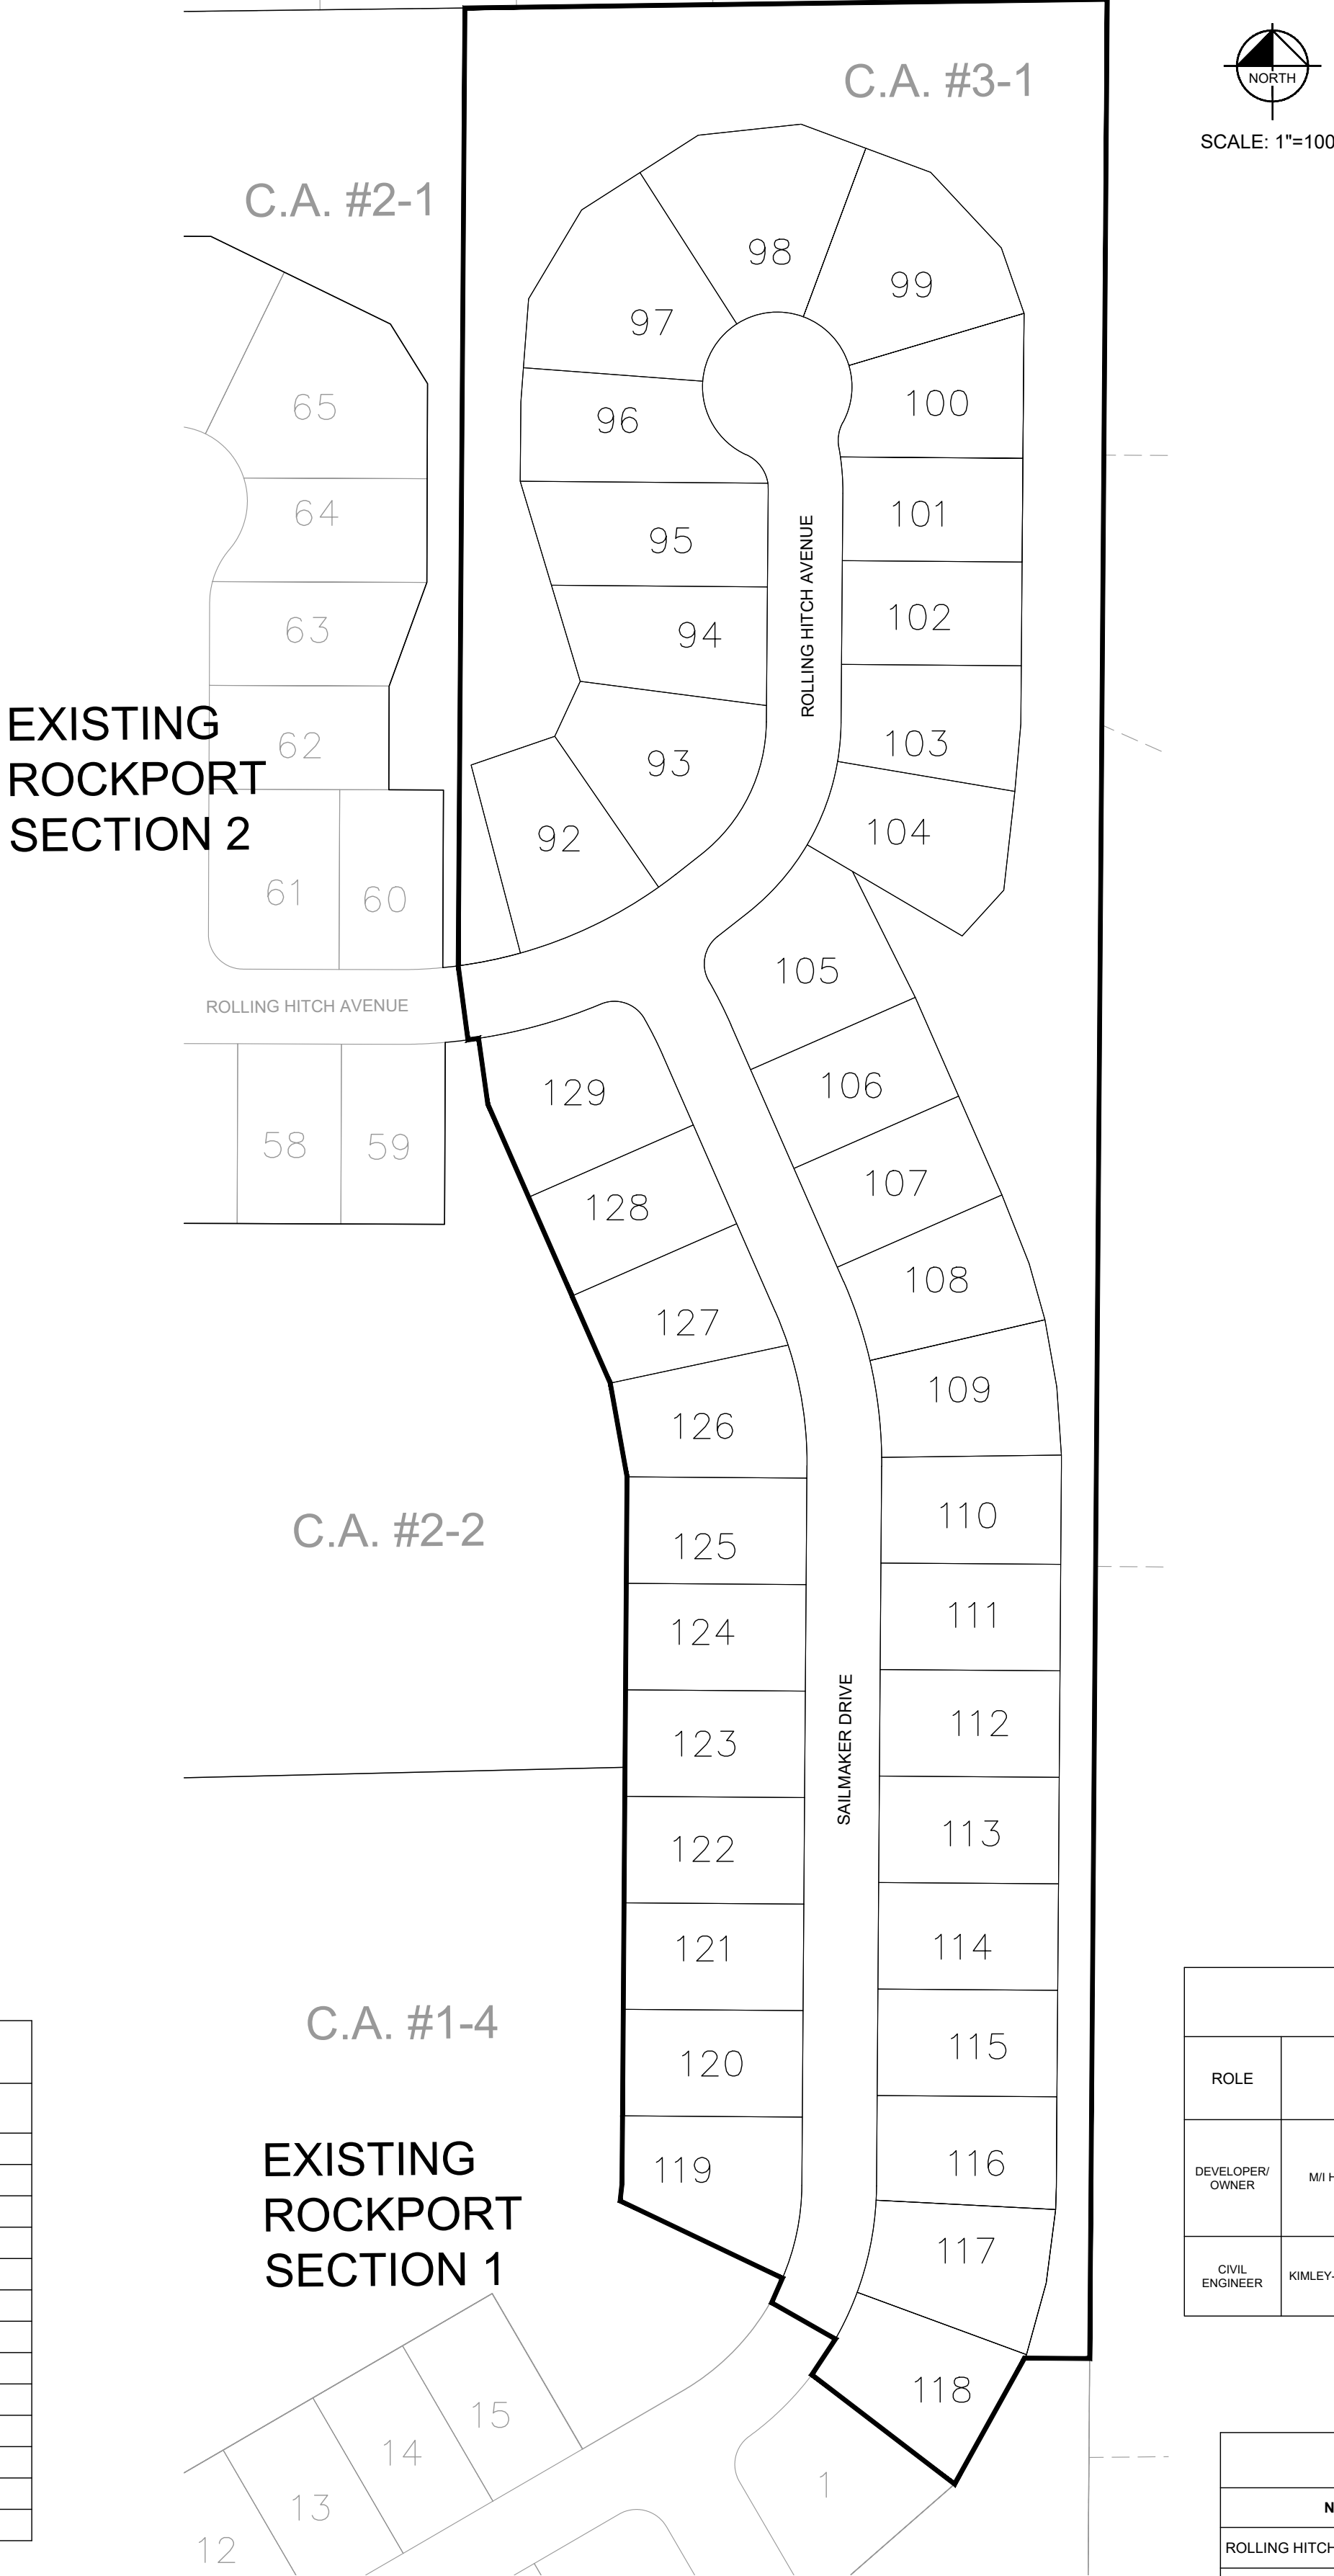 C.A. #3-1
NORTH
SCALE: 1"=100
C.A. #2-1
98
99
97
100
65
96
64
101
95
ROLLING HITCH AVENUE
63
94
102
EXISTING
ROCKPORT
SECTION 2
62
93
103
92
104
61
60
105
ROLLING HITCH AVENUE
129
106
58
59
107
128
108
127
109
126
C.A. #2-2
110
125
111
124
112
123
SAILMAKER DRIVE
113
122
114
121
C.A. #1-4
115
120
ROLE
116
119
EXISTING
ROCKPORT
SECTION 1
DEVELOPER/
OWNER
M/I H
117
CIVIL
ENGINEER
KIMLEY-
118
15
14
1
13
12
N
ROLLING HITCH